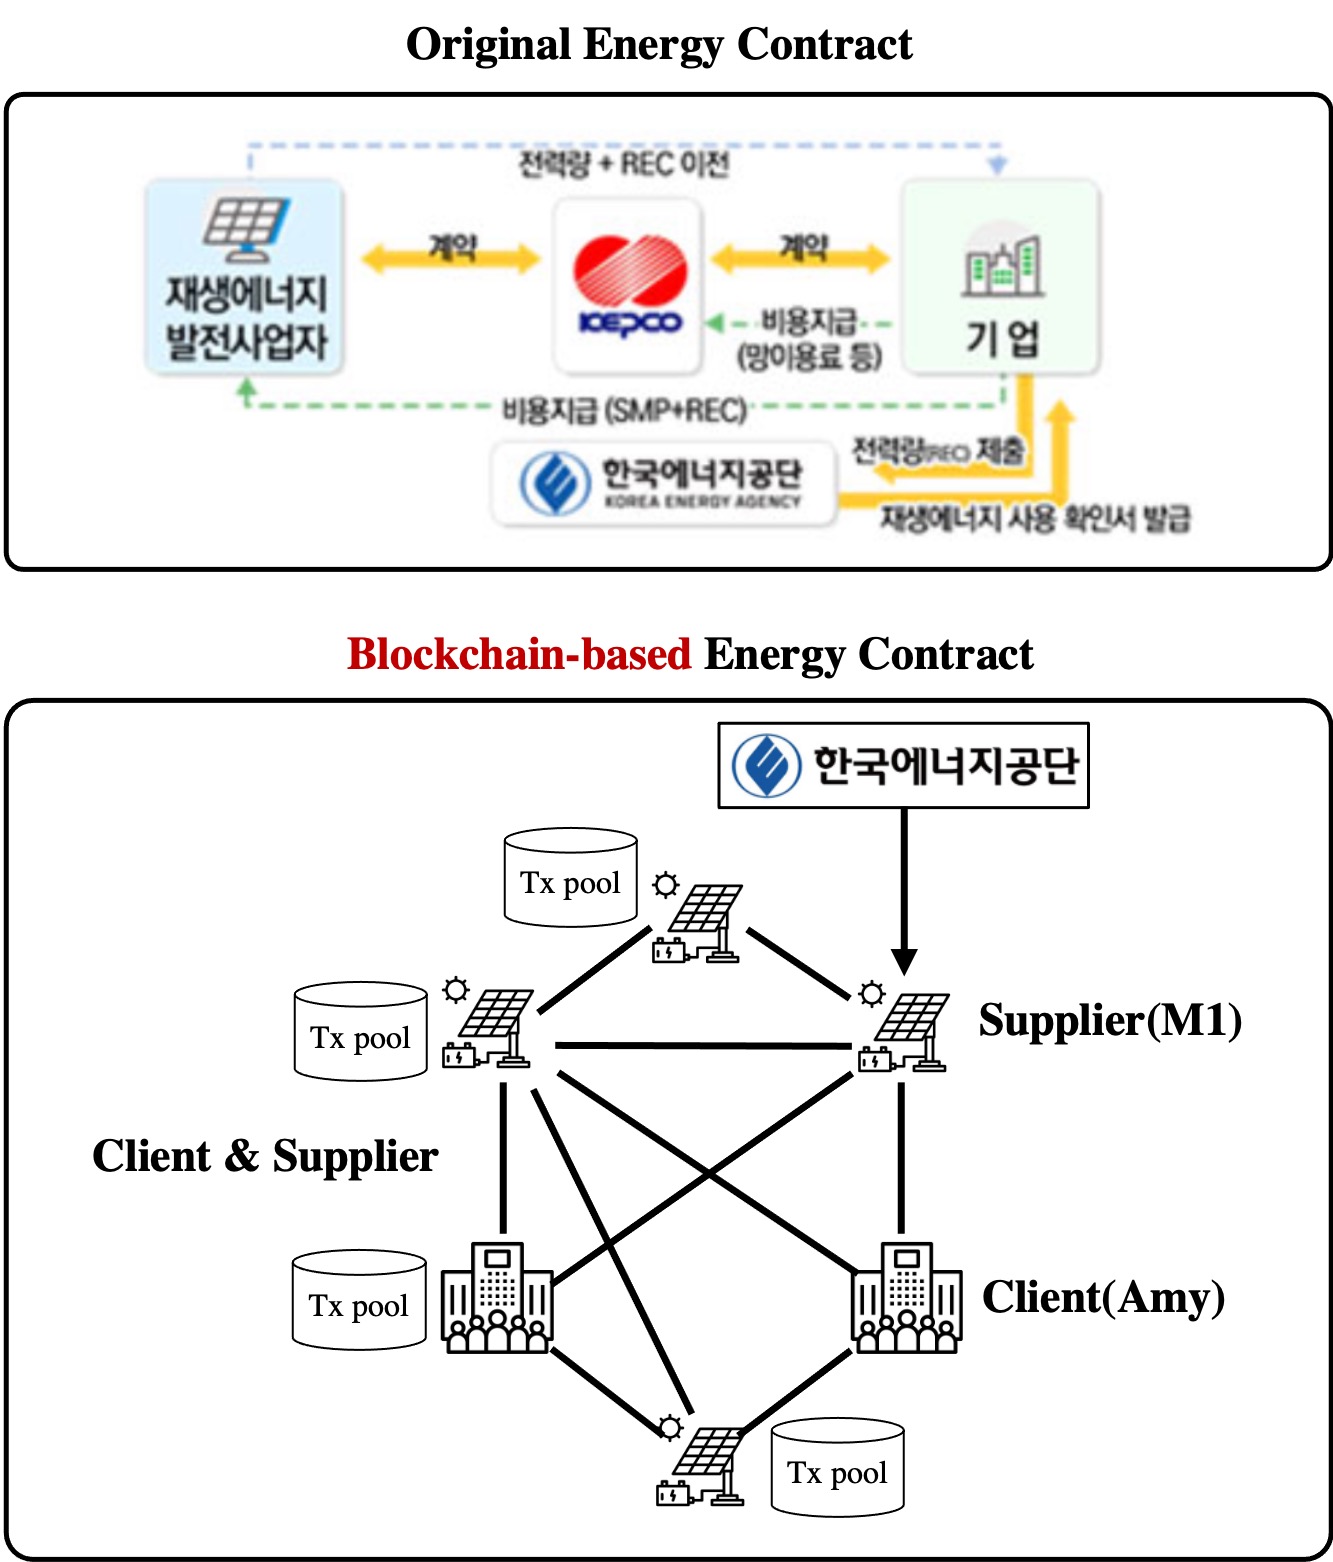 Original Energy Contract
전력량 + REC 이전
재생에너지
발전사업자
계약
KEPCO
계약
기업
비용지급
(망이용료 등)
비용지급 (SMP+REC)
한국에너지공단
KOREA ENERGY AGENCY
전력량(REC) 제출
재생에너지 사용 확인서 발급
Blockchain-based Energy Contract
한국에너지공단
Tx pool
Tx pool
Supplier(M1)
Client & Supplier
Tx pool
Client(Amy)
Tx pool